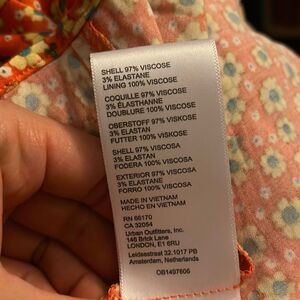 SHELL 97% VISCOSE
3% ELASTANE
LINING 100% VISCOSE
COQUILLE 97% VISCOSE
3% ÉLASTHANNE
DOUBLURE 100% VISCOSE
OBERSTOFF 97% VISKOSE
3% ELASTAN
FUTTER 100% VISKOSE
SHELL 97% VISCOSA
3% ELASTANE
FODERA 100% VISCOSA
EXTERIOR 97% VISCOSA
3% ELASTANE
FORRO 100% VISCOSA
MADE IN VIETNAM
HECHO EN VIETNAM
RN 66170
CA 32054
Urban Outfitters, Inc.
146 Brick Lane
LONDON, E1 6RU
Leidsestraat 32.1017 PB
Amsterdam, Netherlands
OB1497606